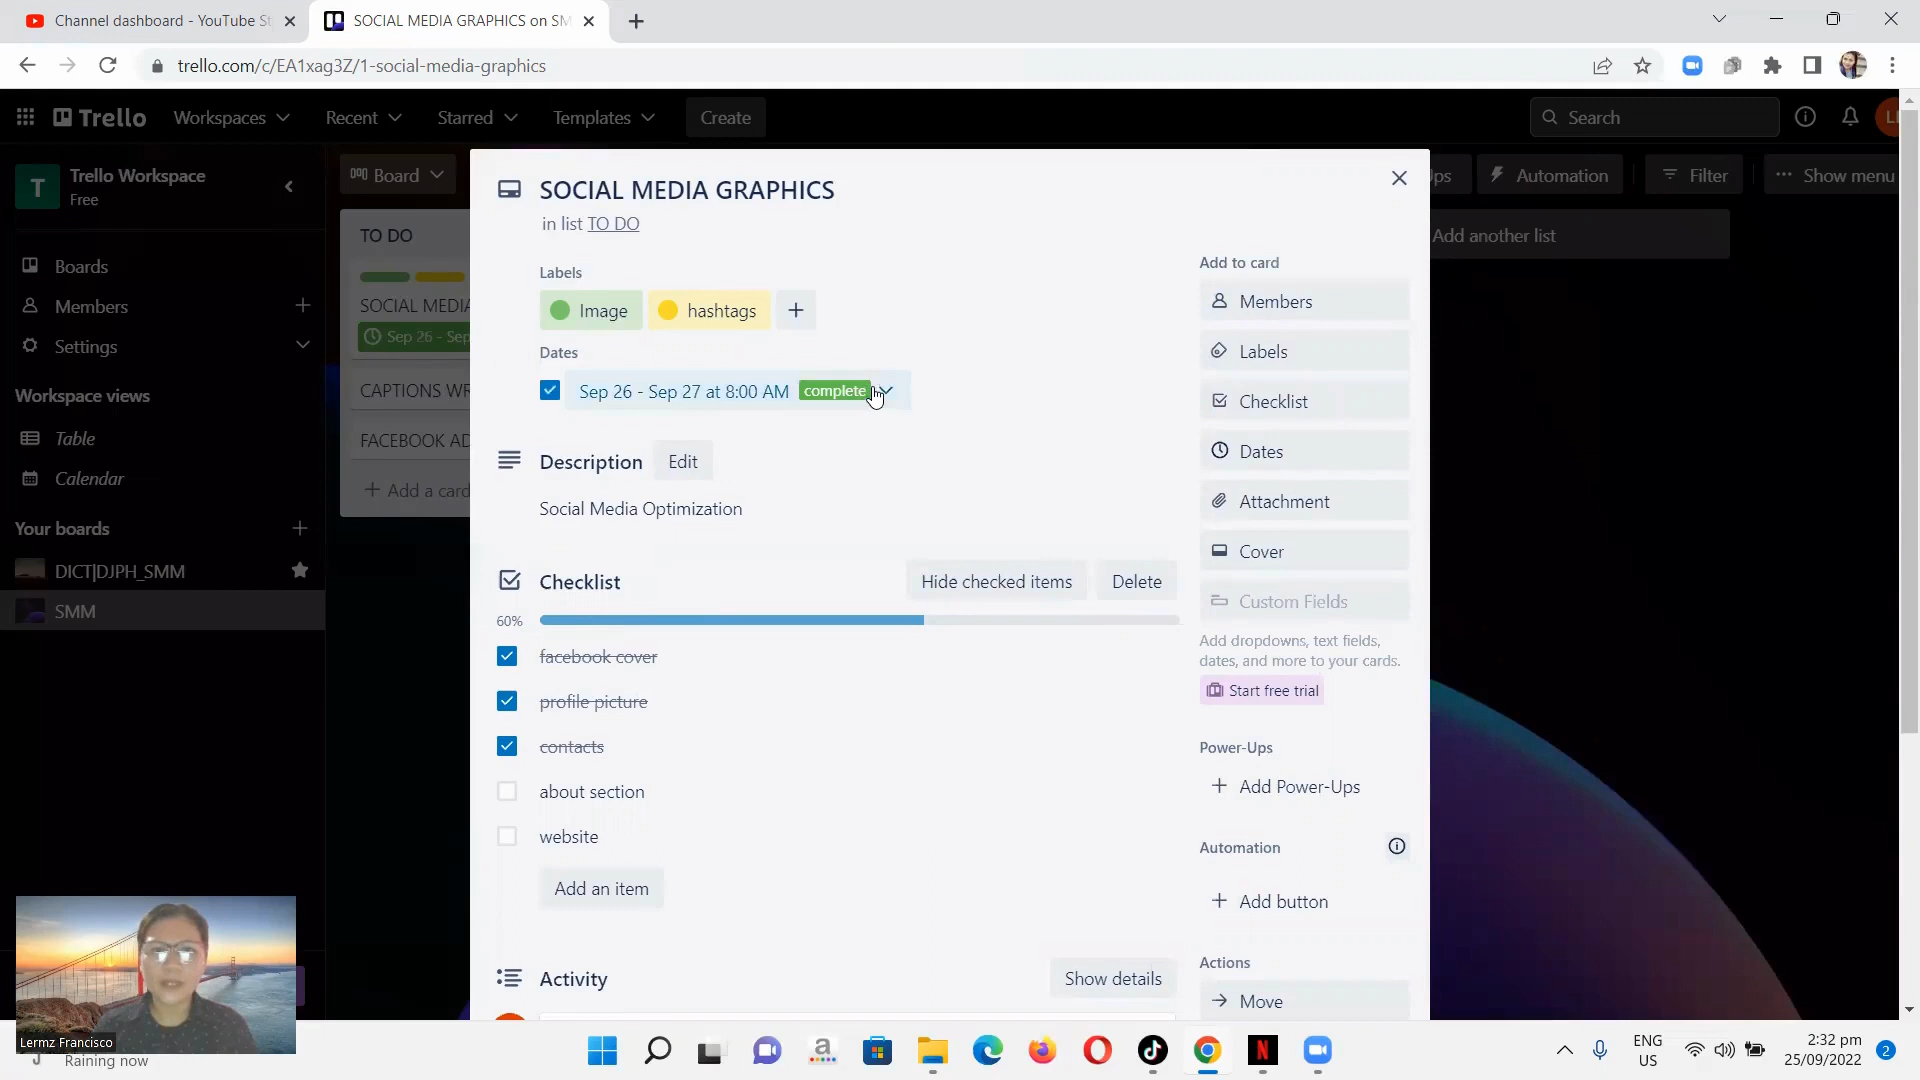 Channel dashboard - YouTube St
SOCIAL MEDIA GRAPHICS on SM
trello.com/c/EA1xag3Z/1-social-media-graphics
Trello
Workspaces
Recent
Starred
Templates
Create
Search
T
Trello Workspace
Free
Board
Automation
Filter
Show menu
Boards
Members
Settings
Workspace views
Table
Calendar
Your boards
DICT|DJPH_SMM
SMM
TO DO
SOCIAL MEDIA
Sep 26 - Sep
CAPTIONS WR
FACEBOOK AD
Add a card
Add another list
SOCIAL MEDIA GRAPHICS
in list TO DO
Labels
Image
hashtags
Dates
Sep 26 - Sep 27 at 8:00 AM complete
Description
Edit
Social Media Optimization
Checklist
Hide checked items
Delete
60%
facebook cover
profile picture
contacts
about section
website
Add an item
Activity
Show details
Add to card
Members
Labels
Checklist
Dates
Attachment
Cover
Custom Fields
Add dropdowns, text fields,
dates, and more to your cards.
Start free trial
Power-Ups
Add Power-Ups
Automation
Add button
Actions
Move
Lermz Francisco
Raining now
ENG
US
2:32 pm
25/09/2022
2